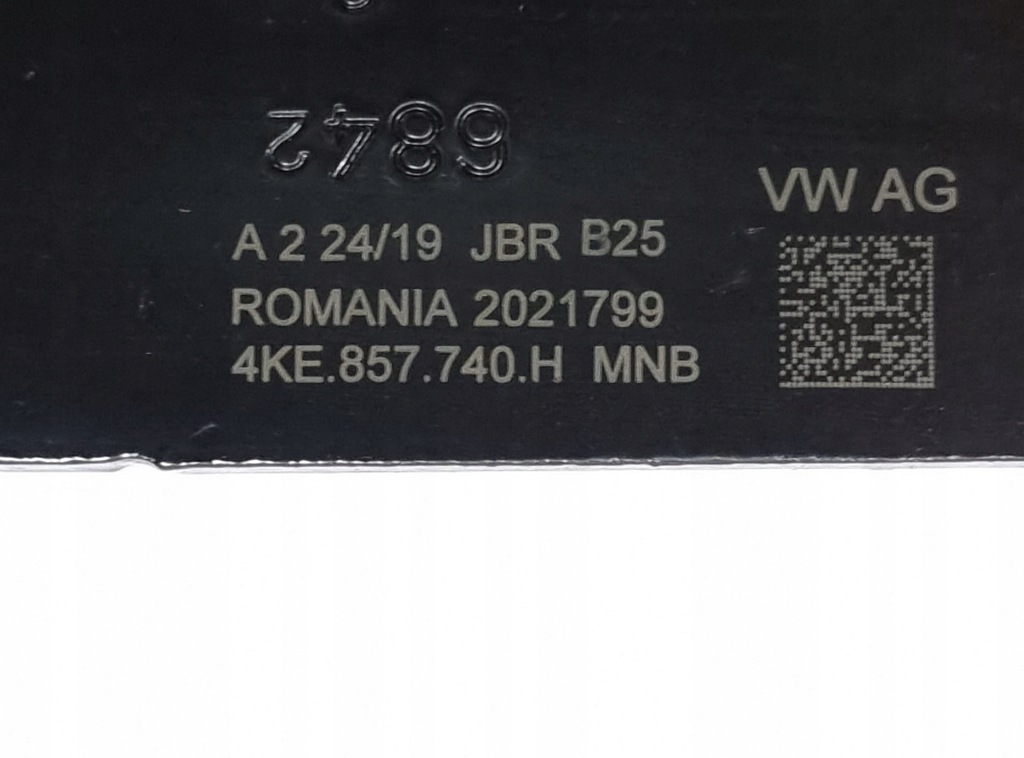 6842
VW AG
A 2 24/19 JBR B25
ROMANIA 2021799
4KE.857.740.H MNB